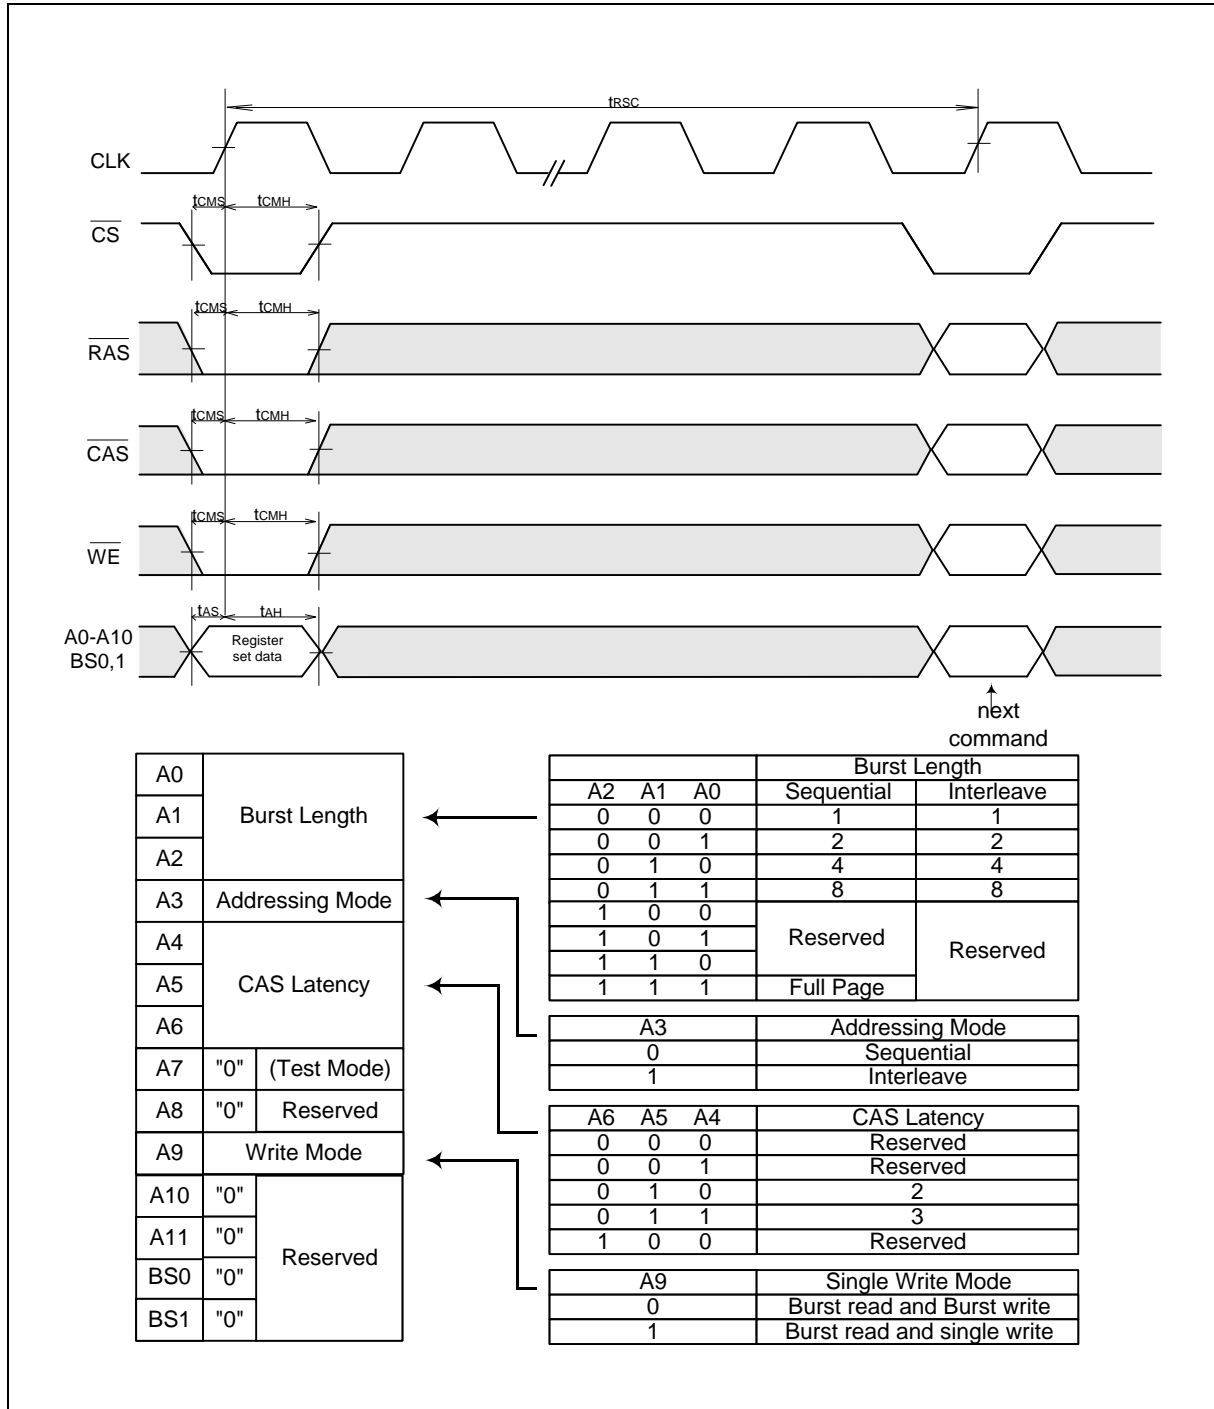 tRSC
CLK
tCMS tCMH
CS
tCMS tCMH
RAS
tCMS tCMH
CAS
tCMS tCMH
WE
tAS tAH
A0-A10
BS0,1
Register
set data
next
command
A0
A1 Burst Length
A2
A3 Addressing Mode
A4
A5 CAS Latency
A6
A7 "0" (Test Mode)
A8 "0" Reserved
A9 Write Mode
A10 "0"
A11 "0"
Reserved
BS0 "0"
BS1 "0"
Burst Length
A2 A1 A0 Sequential Interleave
0 0 0 1 1
0 0 1 2 2
0 1 0 4 4
0 1 1 8 8
1 0 0
1 0 1 Reserved Reserved
1 1 0
1 1 1 Full Page
A3 Addressing Mode
0 Sequential
1 Interleave
A6 A5 A4 CAS Latency
0 0 0 Reserved
0 0 1 Reserved
0 1 0 2
0 1 1 3
1 0 0 Reserved
A9 Single Write Mode
0 Burst read and Burst write
1 Burst read and single write